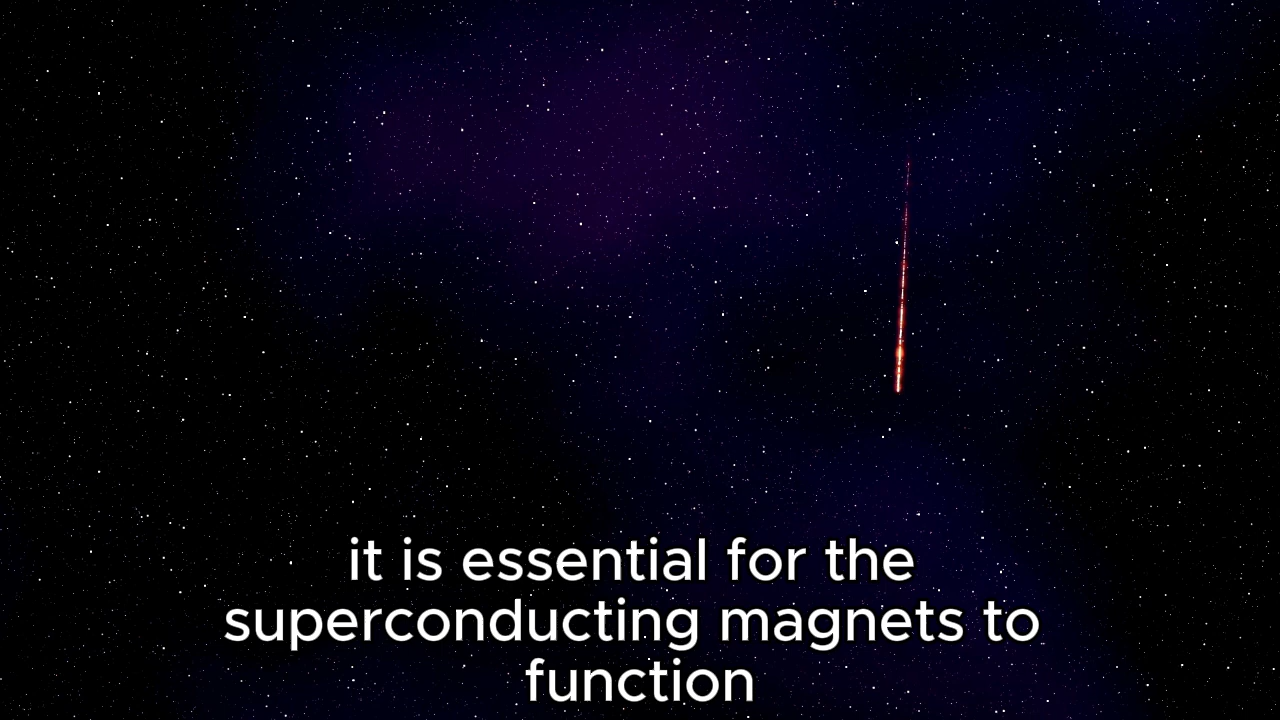 it is essential for the
superconducting magnets to
function